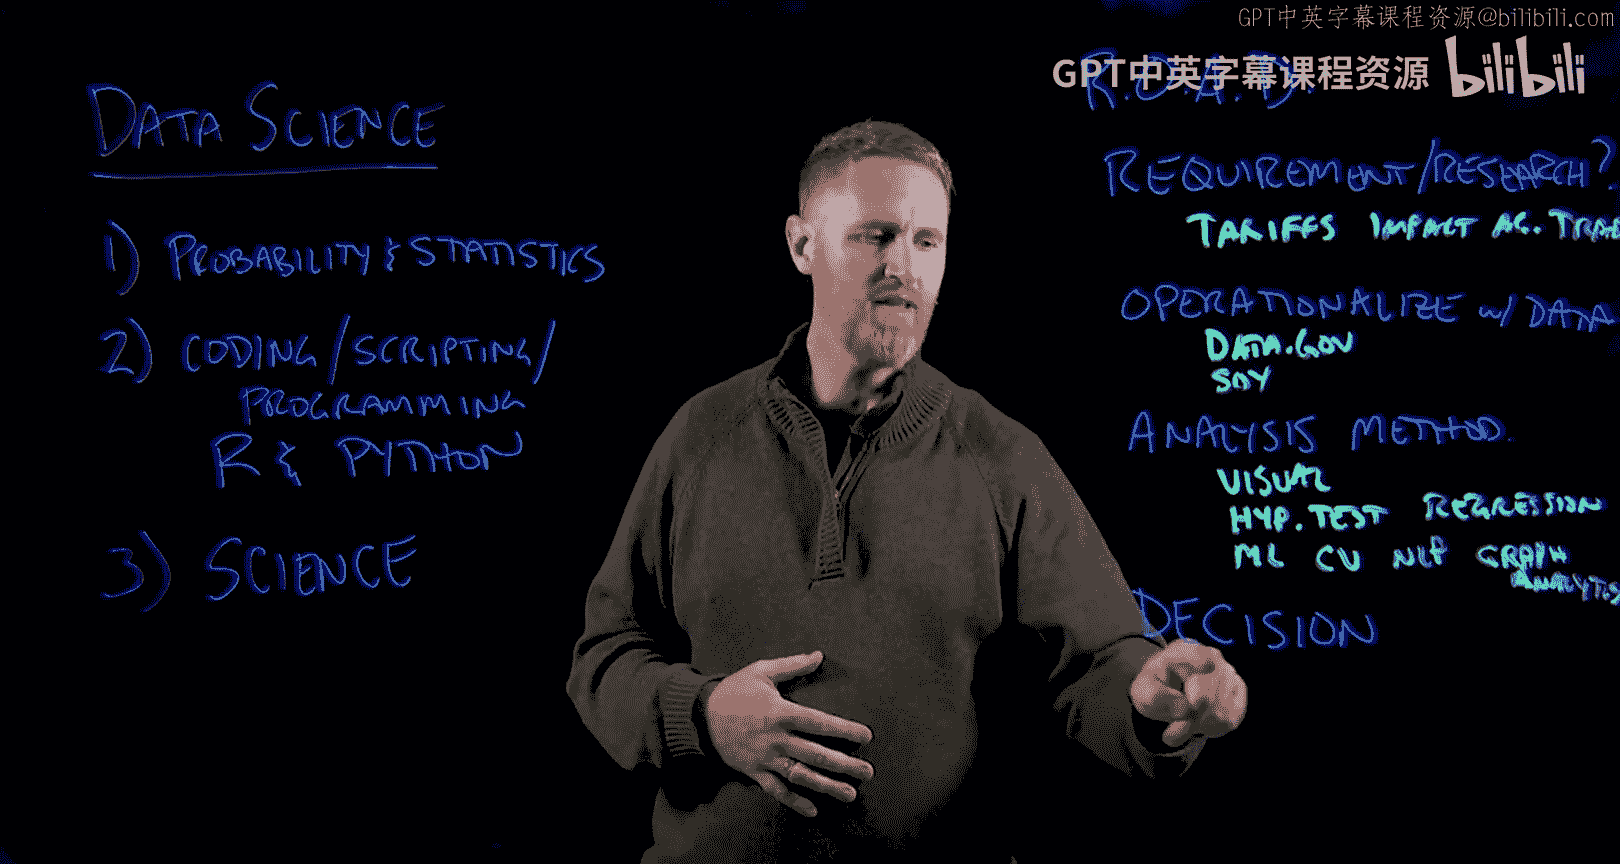 GPT中英字幕课程资源@bilibili.com
GPT中英字幕课程资源 bilibili
DATA SCIENCE
1) PROBABILITY & STATISTICS
2) CODING/SCRIPTING/
PROGRAMMING
R & PYTHON
3) SCIENCE
R.O.A.D.
REQUIREMENT/RESEARCH?
TARIFFS IMPACT AG. TRAD
OPERATIONALIZE w/ DATA
DATA.GOV
SOY
ANALYSIS METHOD.
VISUAL
HYP. TEST REGRESSION
ML CV NLP GRAPH
ANALYTICS
DECISION